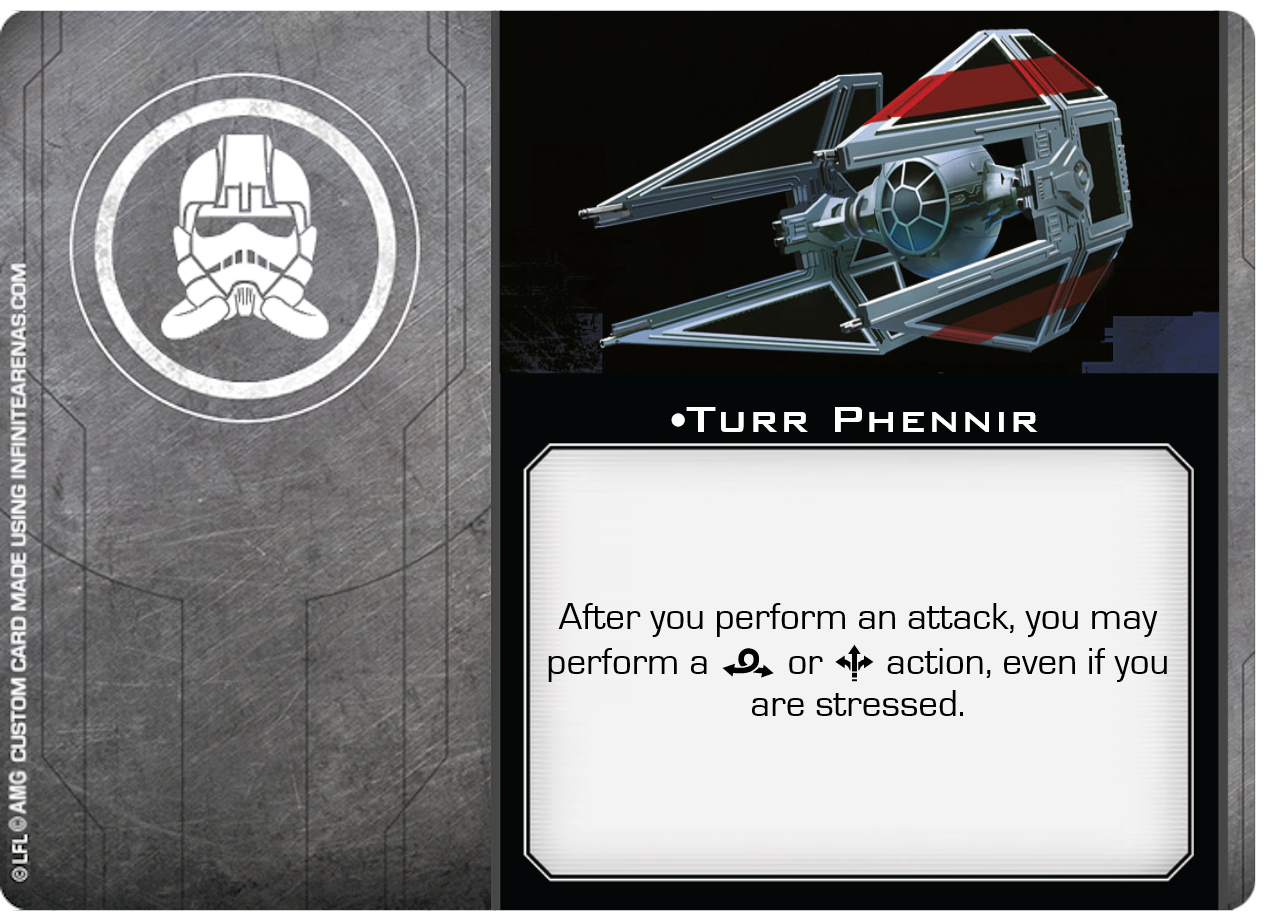 •Turr Phennir
After you perform an attack, you may
perform a or action, even if you
are stressed.
© LFL © AMG CUSTOM CARD MADE USING INFINITEARENAS.COM